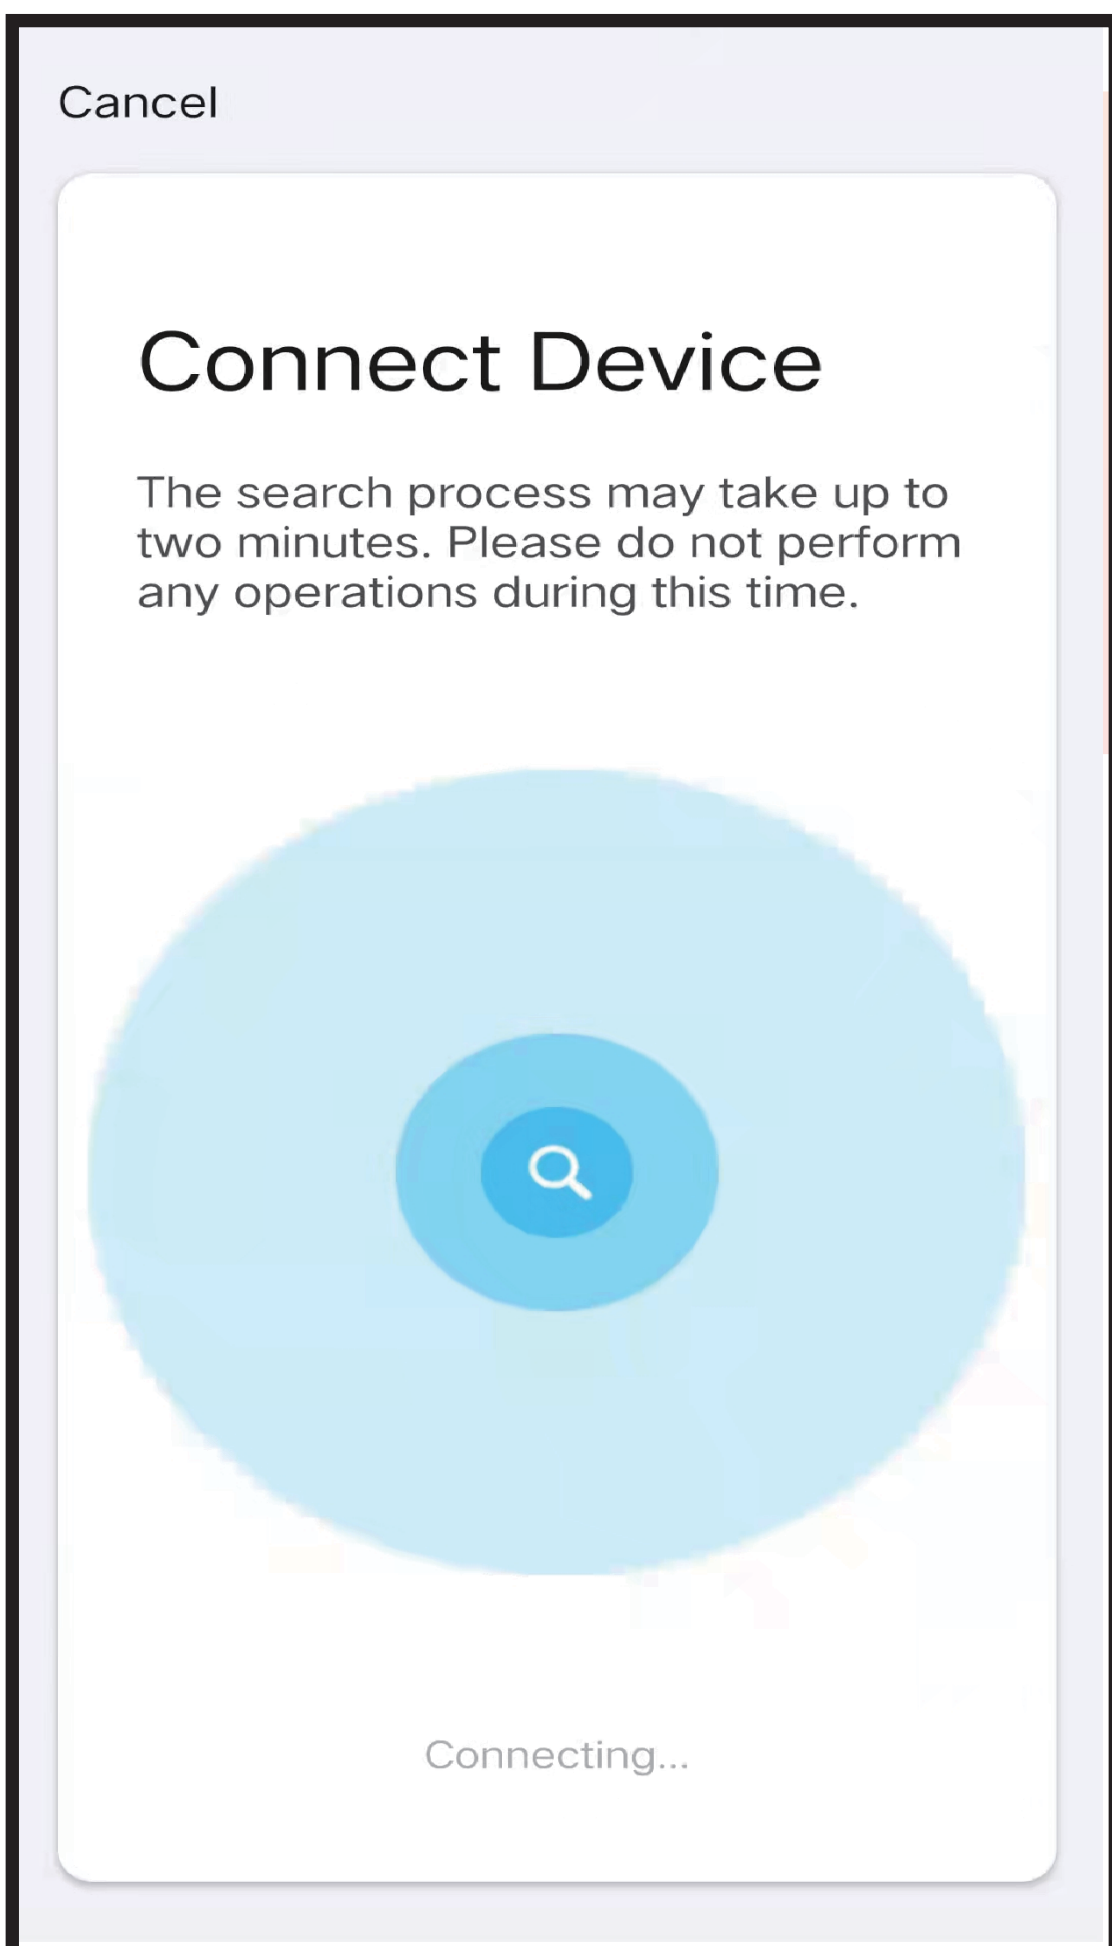 Cancel
Connect Device
The search process may take up to
two minutes. Please do not perform
any operations during this time.
Connecting...